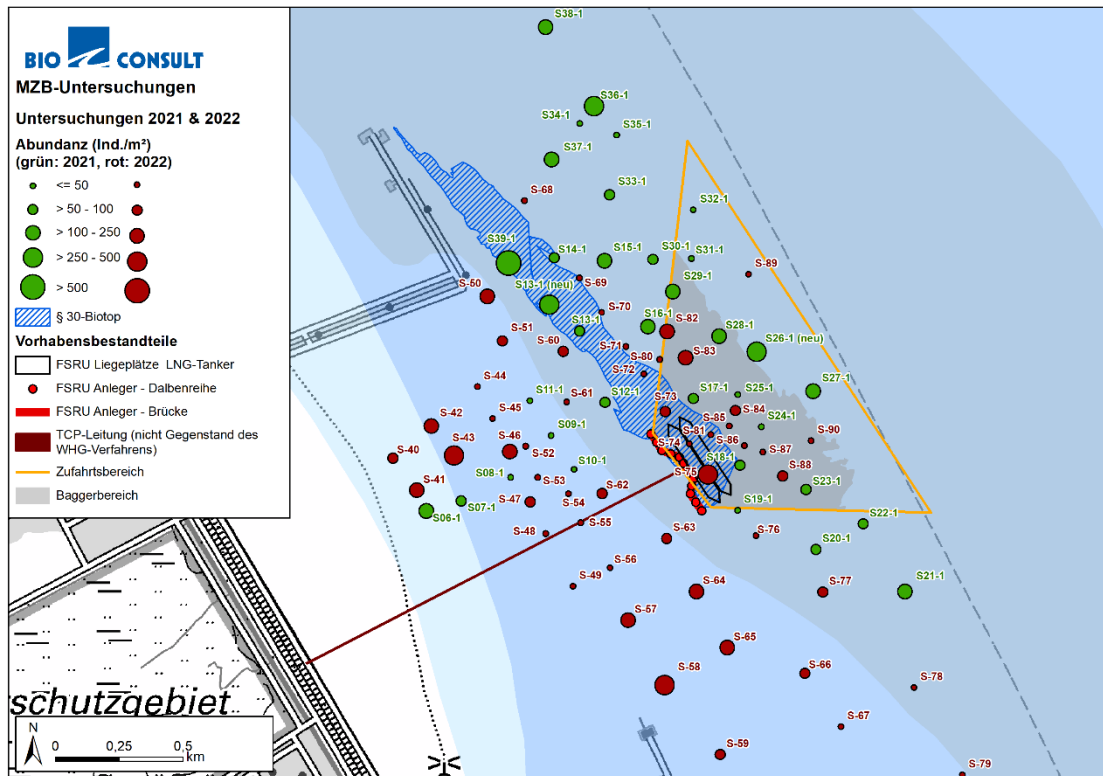 BIO CONSULT
MZB-Untersuchungen
Untersuchungen 2021 & 2022
Abundanz (Ind./m²)
(grün: 2021, rot: 2022)
<= 50
> 50 - 100
> 100 - 250
> 250 - 500
> 500
§ 30-Biotop
Vorhabensbestandteile
FSRU Liegeplätze LNG-Tanker
FSRU Anleger - Dalbenreihe
FSRU Anleger - Brücke
TCP-Leitung (nicht Gegenstand des
WHG-Verfahrens)
Zufahrtsbereich
Baggerbereich
S38-1
S36-1
S34-1
S35-1
S37-1
S33-1
S-68
S32-1
S39-1
S14-1
S15-1
S30-1
S31-1
S-89
S-69
S29-1
S-50
S13-1 (neu)
S-70
S13-1
S16-1
S-82
S28-1
S26-1 (neu)
S-51
S-60
S-71
S-80
S-83
S-72
S-44
S27-1
S11-1
S-61
S12-1
S17-1
S25-1
S-73
S-84
S-45
S-42
S-85
S24-1
S09-1
S-74
S-81
S-86
S-90
S-43
S-46
S-52
S-87
S-40
S10-1
S18-1
S-75
S-88
S08-1
S-53
S-41
S23-1
S-62
S07-1
S-47
S-54
S06-1
S19-1
S22-1
S-55
S-48
S-63
S-76
S20-1
S-56
S-49
S-64
S-77
S21-1
S-57
S-65
S-58
S-66
S-78
S-67
S-59
S-79
schutzgebiet
N
0 0,25 0,5
km